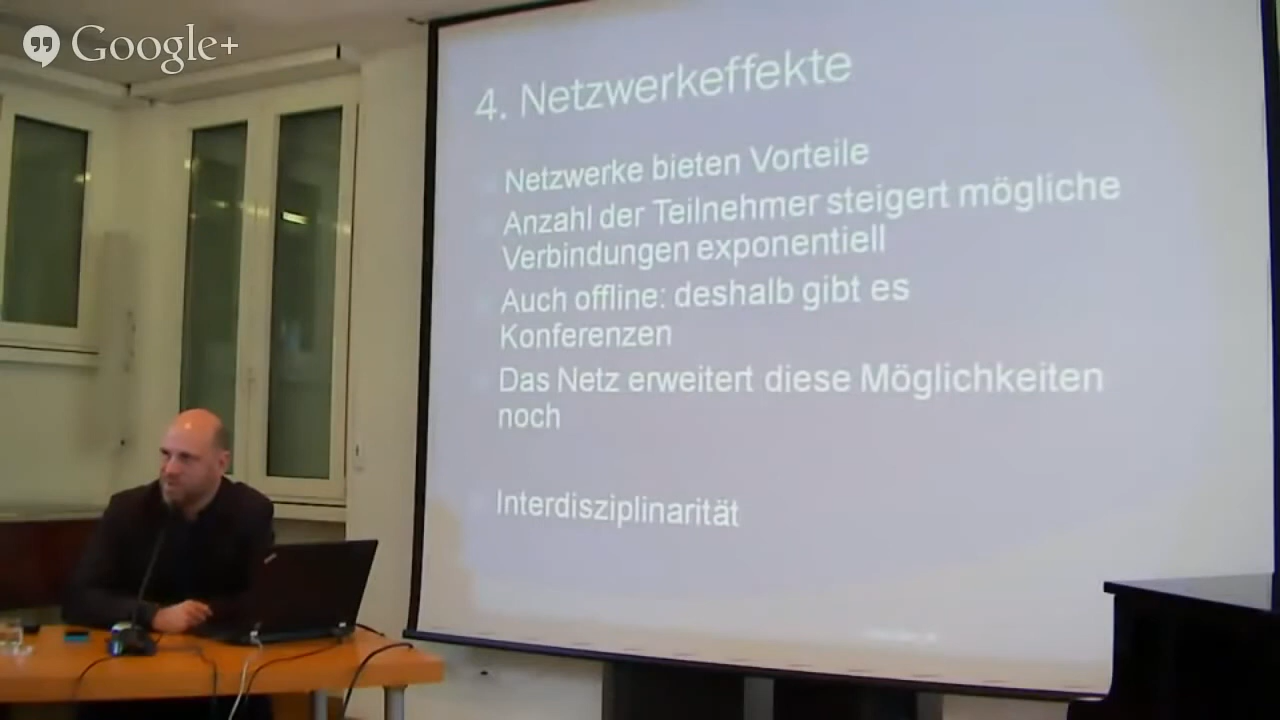 Google+
4. Netzwerkeffekte
Netzwerke bieten Vorteile
Anzahl der Teilnehmer steigert mögliche
Verbindungen exponentiell
Auch offline: deshalb gibt es
Konferenzen
Das Netz erweitert diese Möglichkeiten
noch
Interdisziplinarität